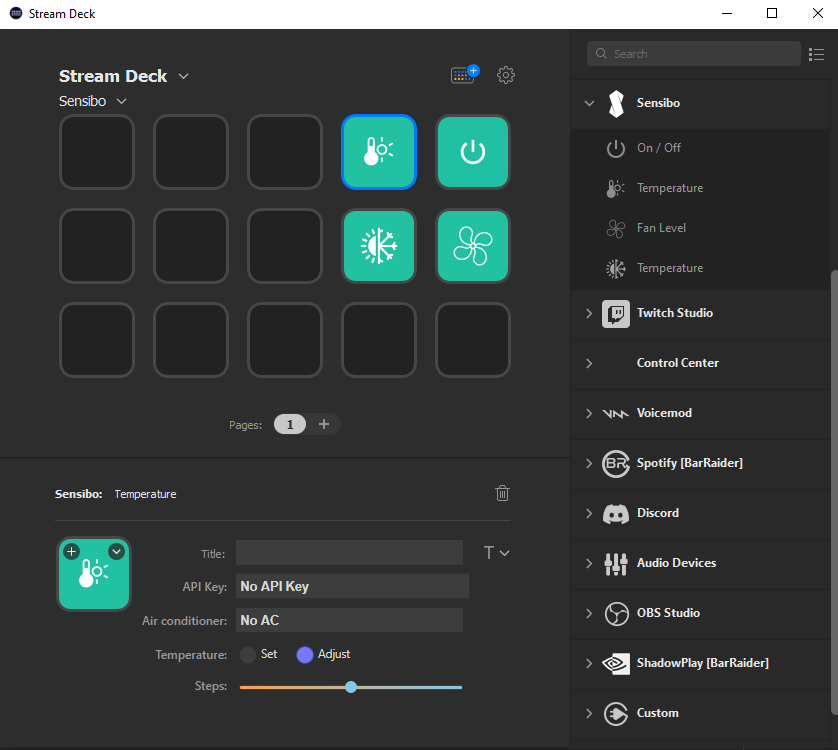 Stream Deck
Stream Deck
Sensibo
Pages: 1 +
Sensibo: Temperature
Title: T
API Key: No API Key
Air conditioner: No AC
Temperature: Set Adjust
Steps:
Search
Sensibo
On / Off
Temperature
Fan Level
Temperature
Twitch Studio
Control Center
Voicemod
BR Spotify [BarRaider]
Discord
Audio Devices
OBS Studio
ShadowPlay [BarRaider]
Custom